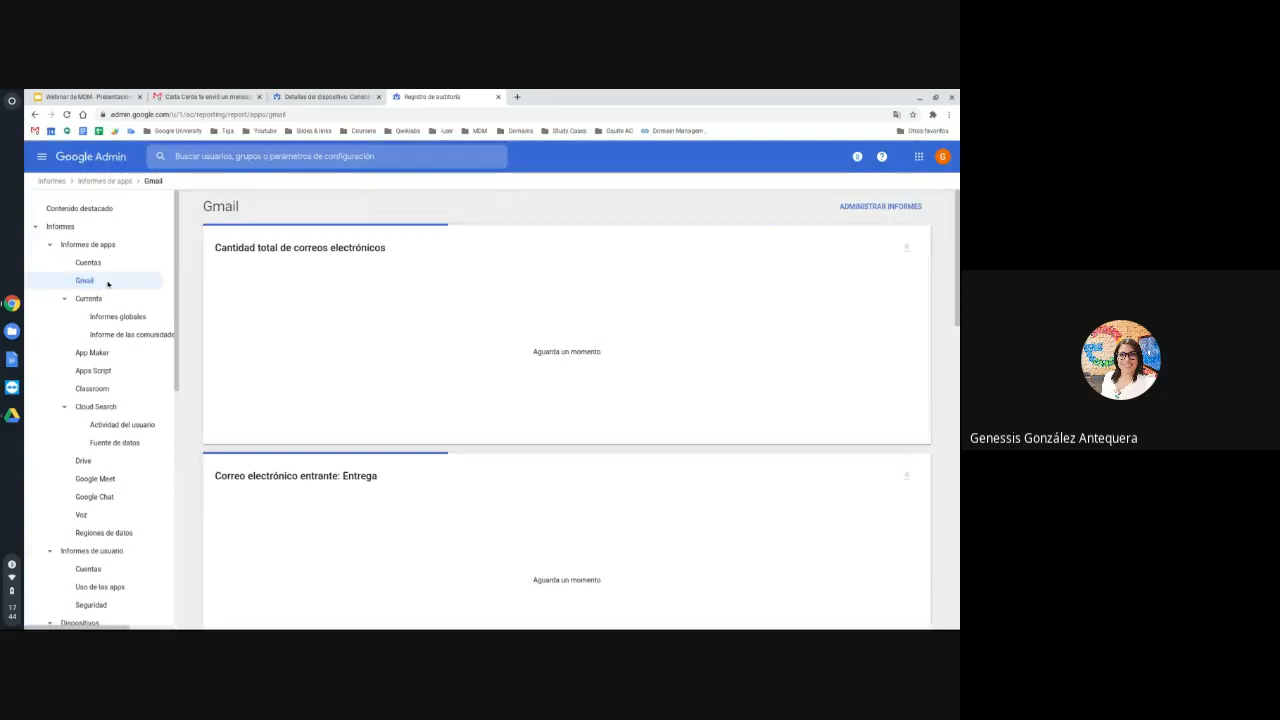 Webinar de MDM - Presentació
Carla Cerda te envió un mensaj
Detalles del dispositivo. Consol
Registro de auditoría
admin.google.com/u/1/ac/reporting/report/apps/gmail
Google University
Tips
Youtube
Slides & links
Coursera
Qwiklabs
MDM
Domains
Study Cases
Gsuite AC
Domain Managem...
Otros favoritos
Google Admin
Buscar usuarios, grupos o parámetros de configuración
G
Informes > Informes de apps > Gmail
Contenido destacado
Informes
Informes de apps
Cuentas
Gmail
Currents
Informes globales
Informe de las comunidade
App Maker
Apps Script
Classroom
Cloud Search
Actividad del usuario
Fuente de datos
Drive
Google Meet
Google Chat
Voz
Regiones de datos
Informes de usuario
Cuentas
Uso de las apps
Seguridad
Dispositivos
Gmail
ADMINISTRAR INFORMES
Cantidad total de correos electrónicos
Aguarda un momento
Correo electrónico entrante: Entrega
Aguarda un momento
17
44
Genessis González Antequera